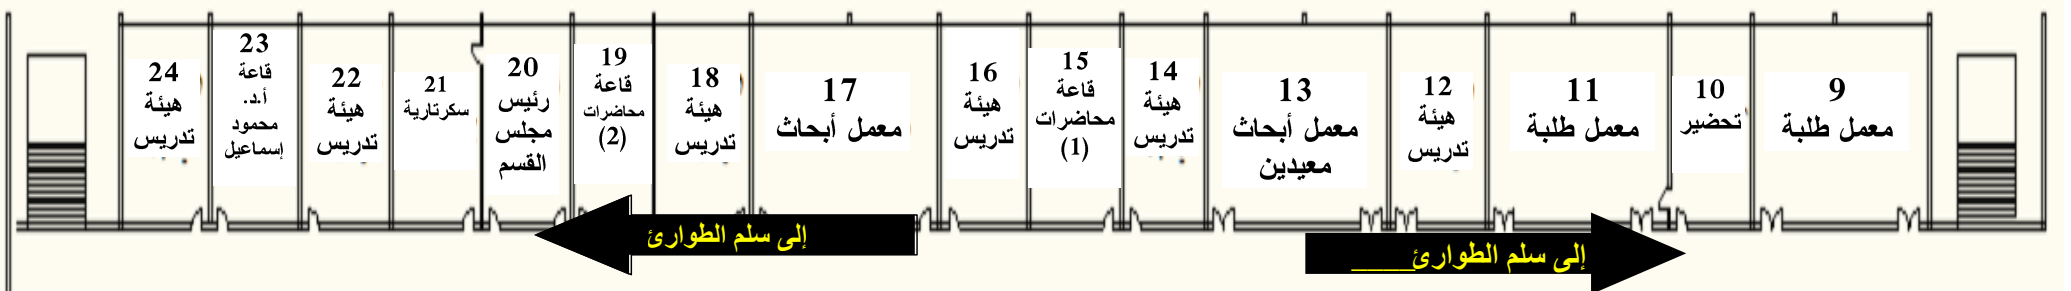 24
هيئة
تدريس
23
قاعة
أ.د.
محمود
إسماعيل
22
هيئة
تدريس
21
سكرتارية
20
رئيس
مجلس
القسم
19
قاعة
محاضرات
(2)
18
هيئة
تدريس
17
معمل أبحاث
16
هيئة
تدريس
15
قاعة
محاضرات
(1)
14
هيئة
تدريس
13
معمل أبحاث
معيدين
12
هيئة
تدريس
11
معمل طلبة
10
تحضير
9
معمل طلبة
إلى سلم الطوارئ
إلى سلم الطوارئ____